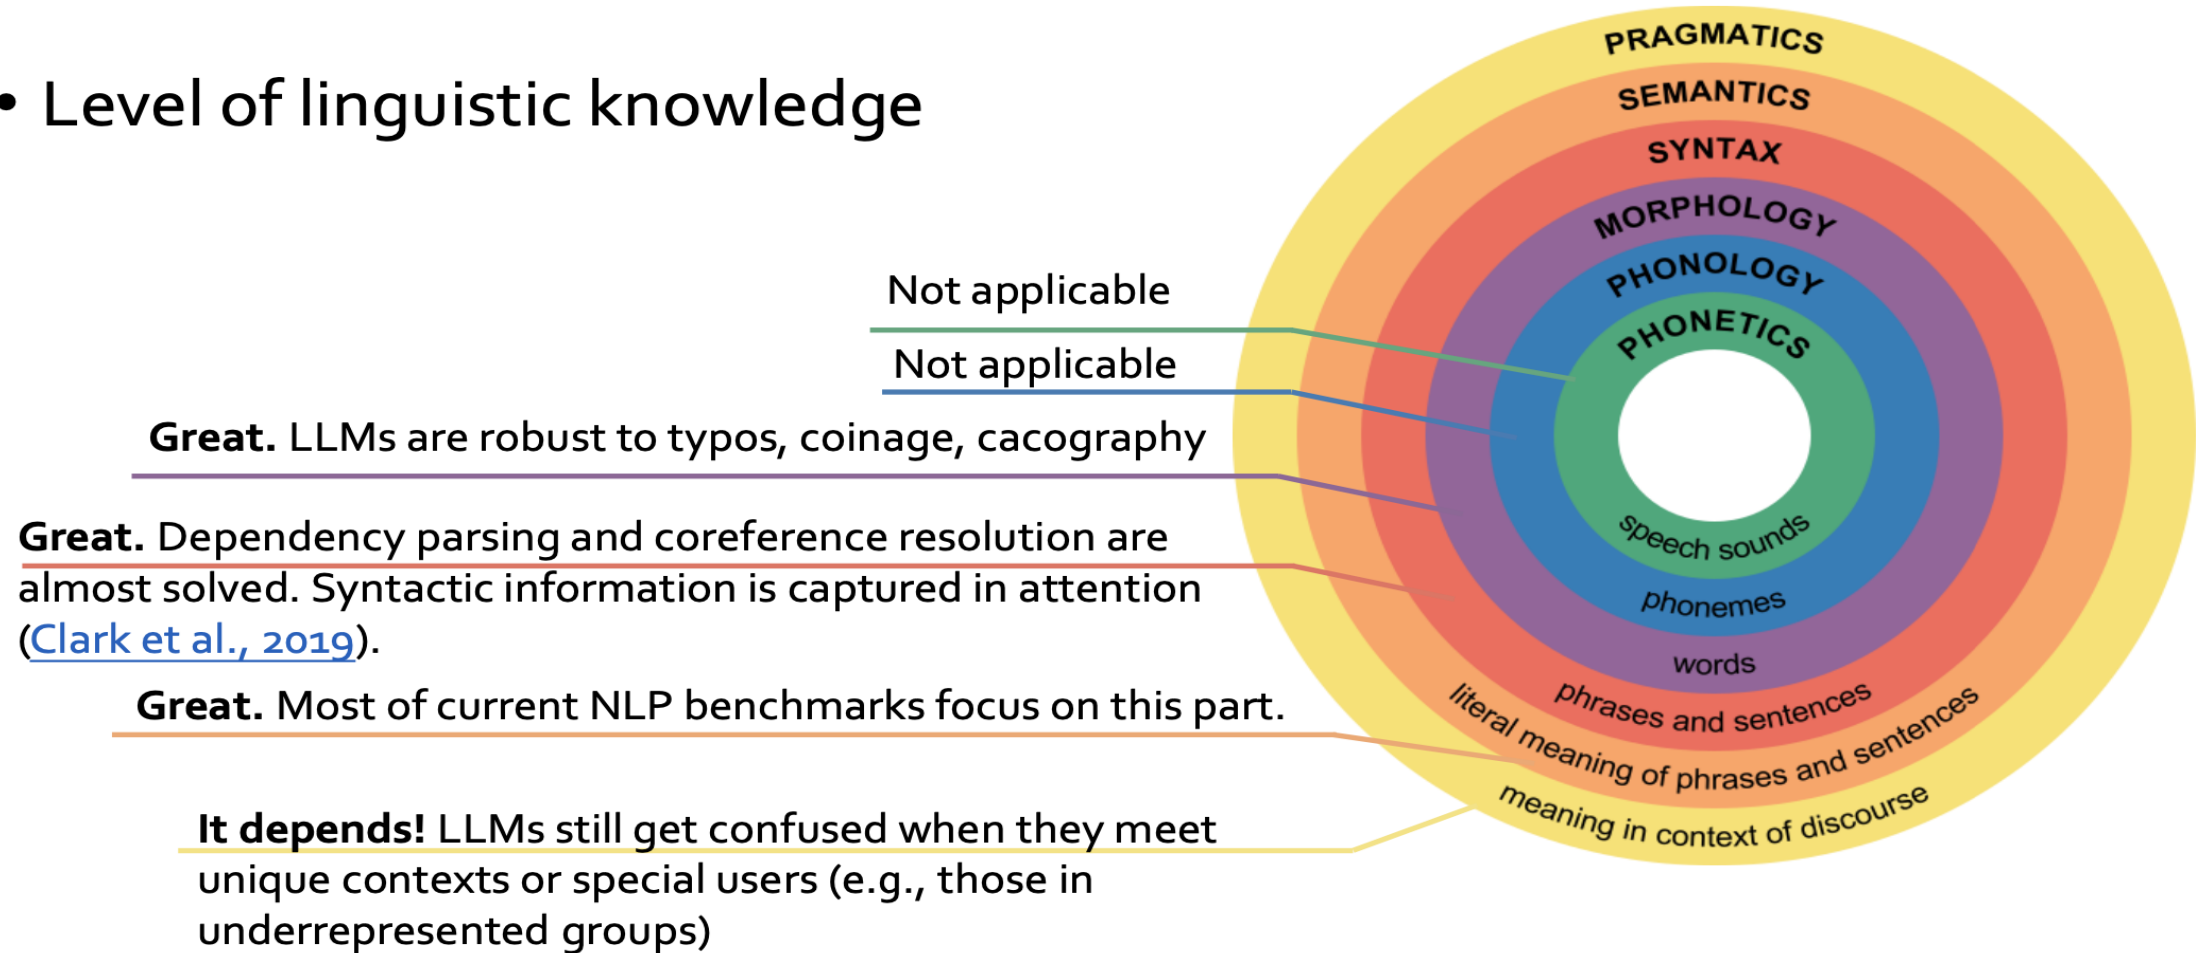 • Level of linguistic knowledge
Not applicable
Not applicable
Great. LLMs are robust to typos, coinage, cacography
Great. Dependency parsing and coreference resolution are
almost solved. Syntactic information is captured in attention
(Clark et al., 2019).
Great. Most of current NLP benchmarks focus on this part.
It depends! LLMs still get confused when they meet
unique contexts or special users (e.g., those in
underrepresented groups)
PRAGMATICS
SEMANTICS
SYNTAX
MORPHOLOGY
PHONOLOGY
PHONETICS
speech sounds
phonemes
words
phrases and sentences
literal meaning of phrases and sentences
meaning in context of discourse